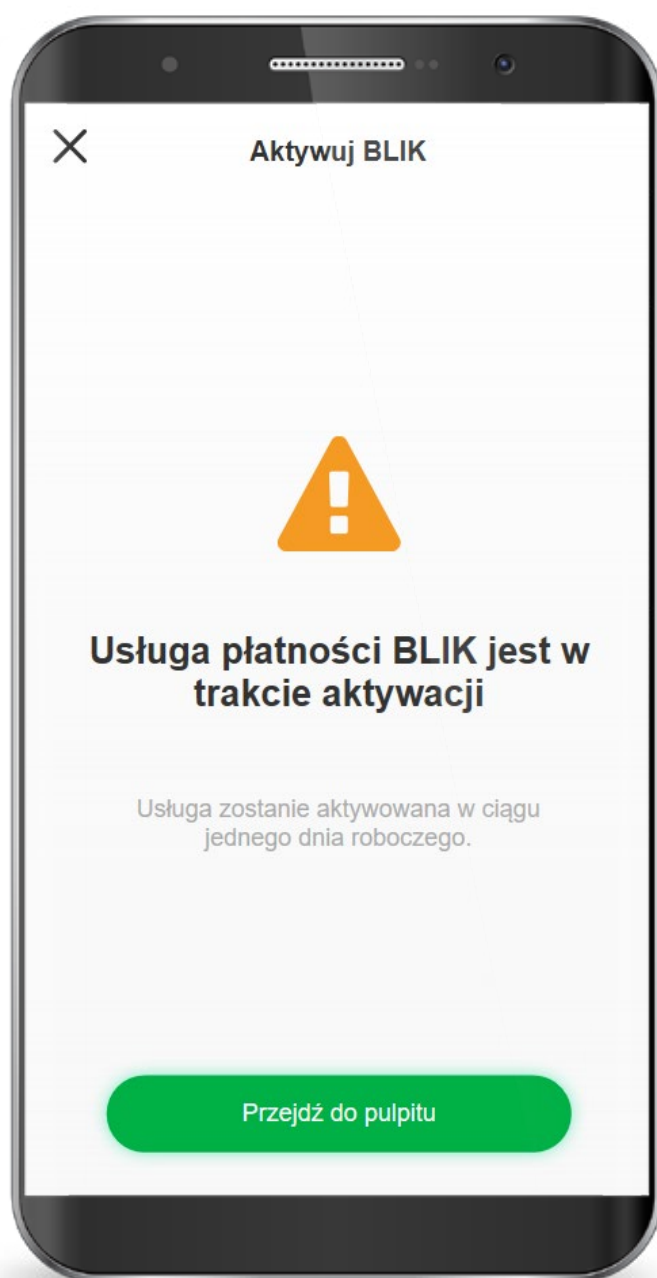 Aktywuj BLIK
Usługa płatności BLIK jest w
trakcie aktywacji
Usługa zostanie aktywowana w ciągu
jednego dnia roboczego.
Przejdź do pulpitu